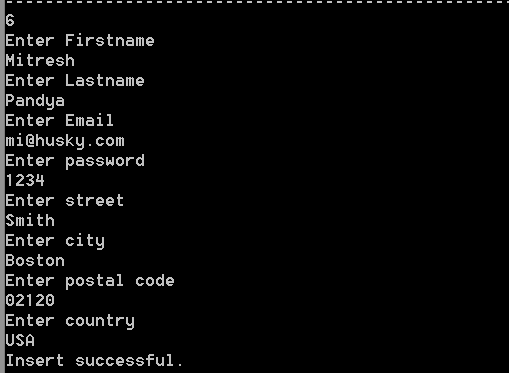 6
Enter Firstname
Mitresh
Enter Lastname
Pandya
Enter Email
mi@husky.com
Enter password
1234
Enter street
Smith
Enter city
Boston
Enter postal code
02120
Enter country
USA
Insert successful.